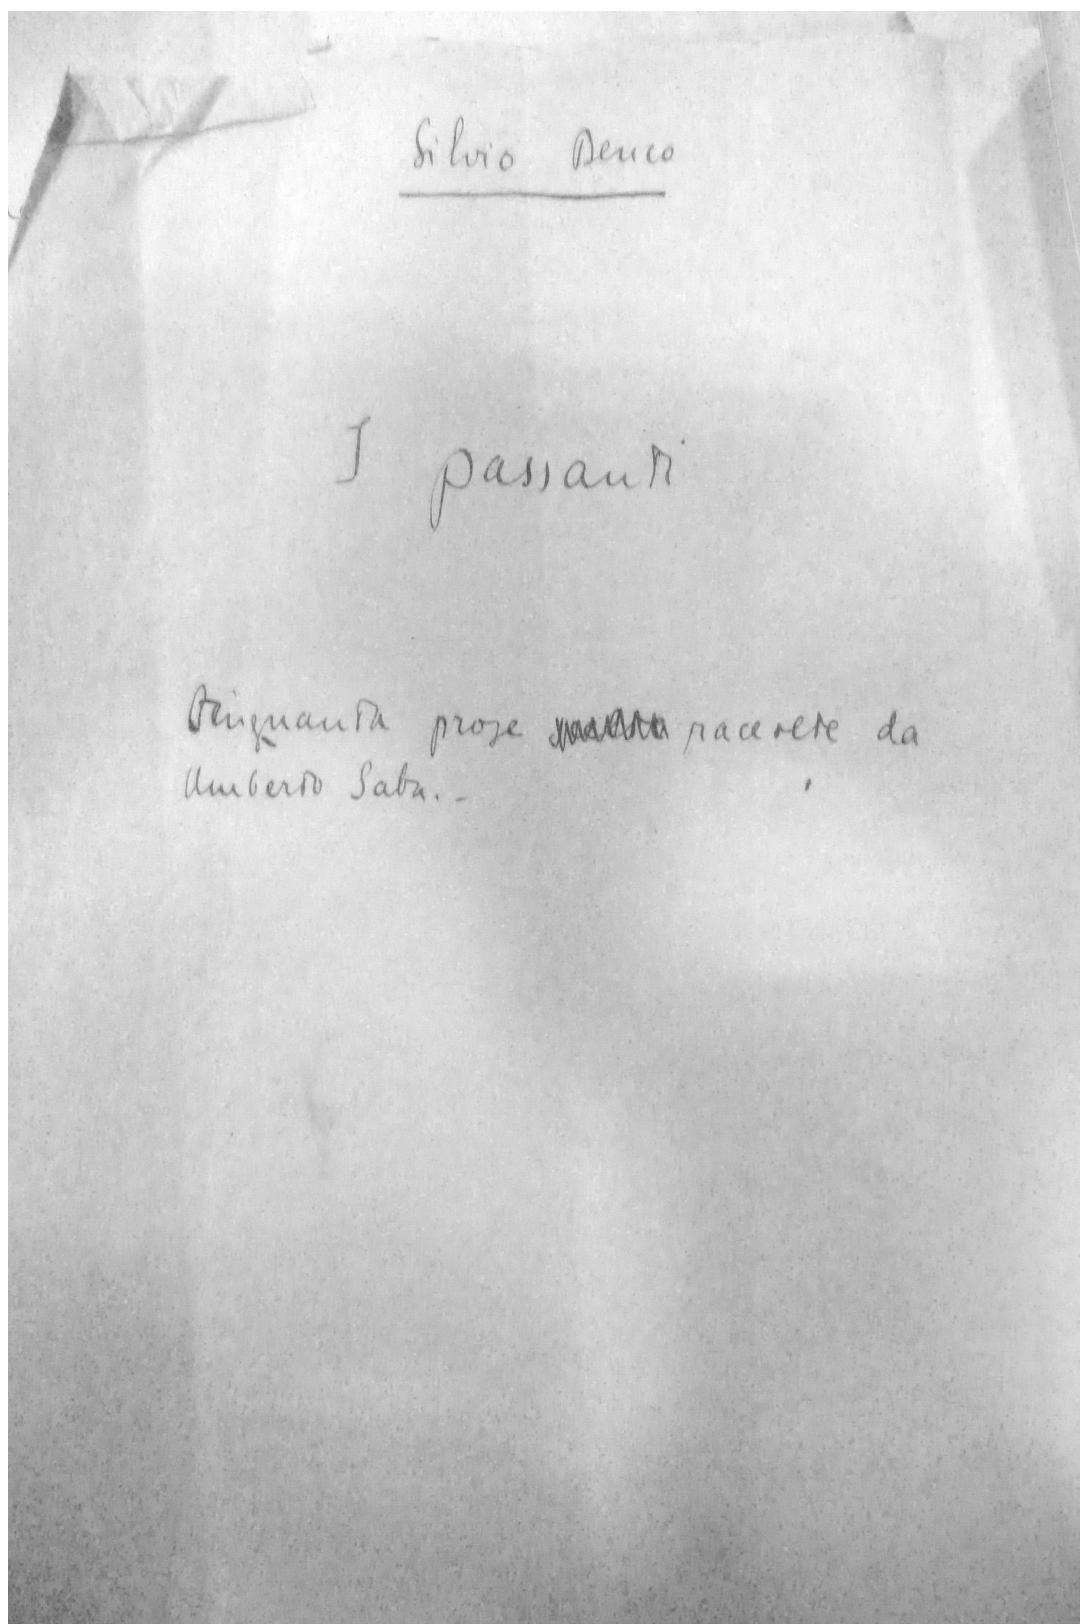 Silvio Benco
I passanti
Cinquanta prose raccolte da
Umberto Saba. -